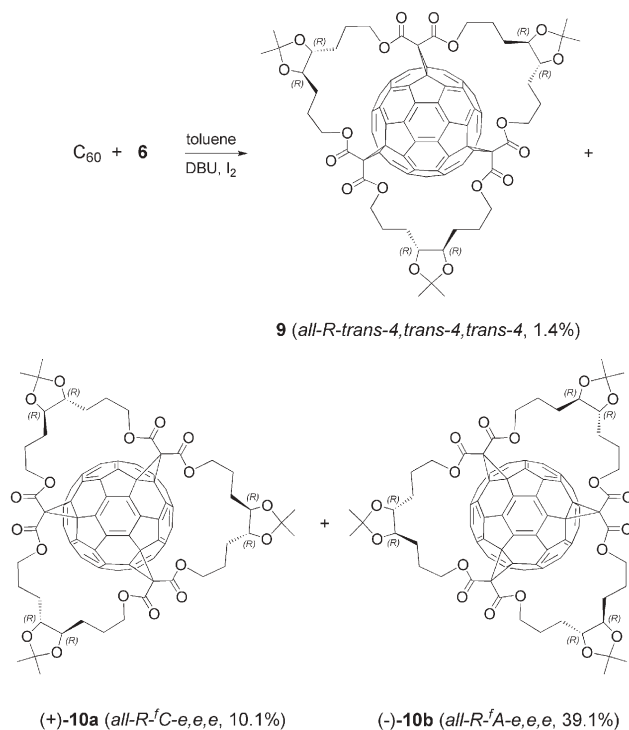 C60 + 6
toluene
DBU, I2
O O
O O
(R) (R)
O O
O O
(R) (R)
O O
O O
O O
(R) (R)
O O
+
9 (all-R-trans-4,trans-4,trans-4, 1.4%)
O (R)
O
(R)
O O
O O
O
O
O
O
(R)
O
O
(R)
O O
O O
(R)
O
O
(R)
+
(R)
O
O
(R)
O O
O O
(R)
O
O
(R)
O
O
O
O
O O
O O
(R)
O
O
(R)
(+)-10a (all-R-fC-e,e,e, 10.1%) (-)-10b (all-R-fA-e,e,e, 39.1%)